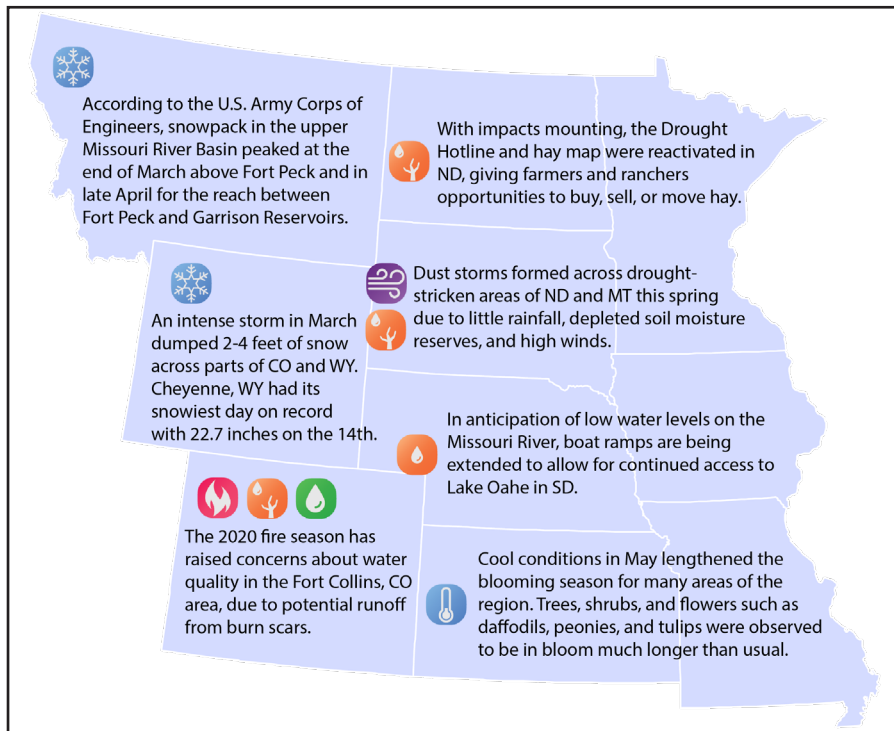 According to the U.S. Army Corps of
Engineers, snowpack in the upper
Missouri River Basin peaked at the
end of March above Fort Peck and in
late April for the reach between
Fort Peck and Garrison Reservoirs.
With impacts mounting, the Drought
Hotline and hay map were reactivated in
ND, giving farmers and ranchers
opportunities to buy, sell, or move hay.
An intense storm in March
dumped 2-4 feet of snow
across parts of CO and WY.
Cheyenne, WY had its
snowiest day on record
with 22.7 inches on the 14th.
Dust storms formed across drought-
stricken areas of ND and MT this spring
due to little rainfall, depleted soil moisture
reserves, and high winds.
In anticipation of low water levels on the
Missouri River, boat ramps are being
extended to allow for continued access to
Lake Oahe in SD.
The 2020 fire season has
raised concerns about water
quality in the Fort Collins, CO
area, due to potential runoff
from burn scars.
Cool conditions in May lengthened the
blooming season for many areas of the
region. Trees, shrubs, and flowers such as
daffodils, peonies, and tulips were observed
to be in bloom much longer than usual.